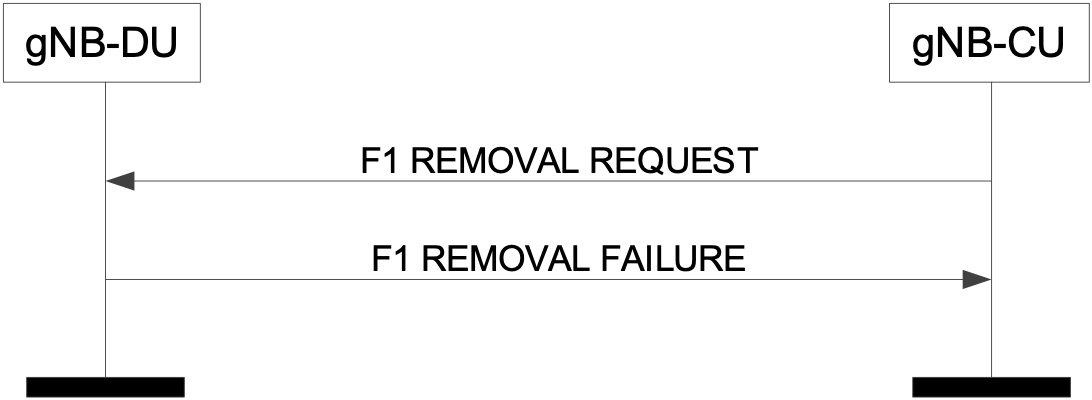 gNB-DU
gNB-CU
F1 REMOVAL REQUEST
F1 REMOVAL FAILURE